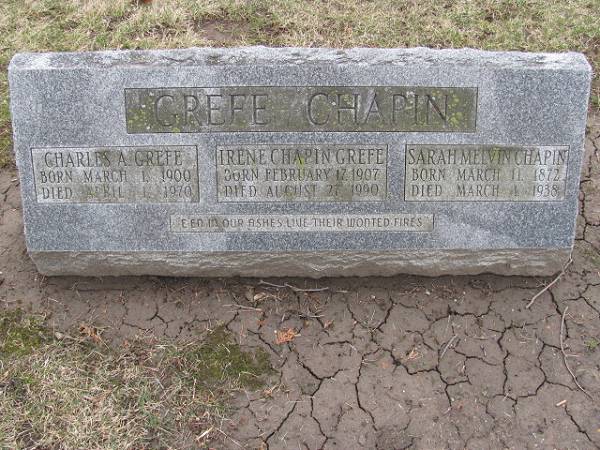 GREFE CHAPIN
CHARLES A. GREFE
BORN MARCH 1, 1900
DIED APRIL 1, 1970
IRENE CHAPIN GREFE
BORN FEBRUARY 17, 1907
DIED AUGUST 27, 1990
SARAH MELVIN CHAPIN
BORN MARCH 11, 1872
DIED MARCH 4, 1938
E'EN IN OUR ASHES LIVE THEIR WONTED FIRES